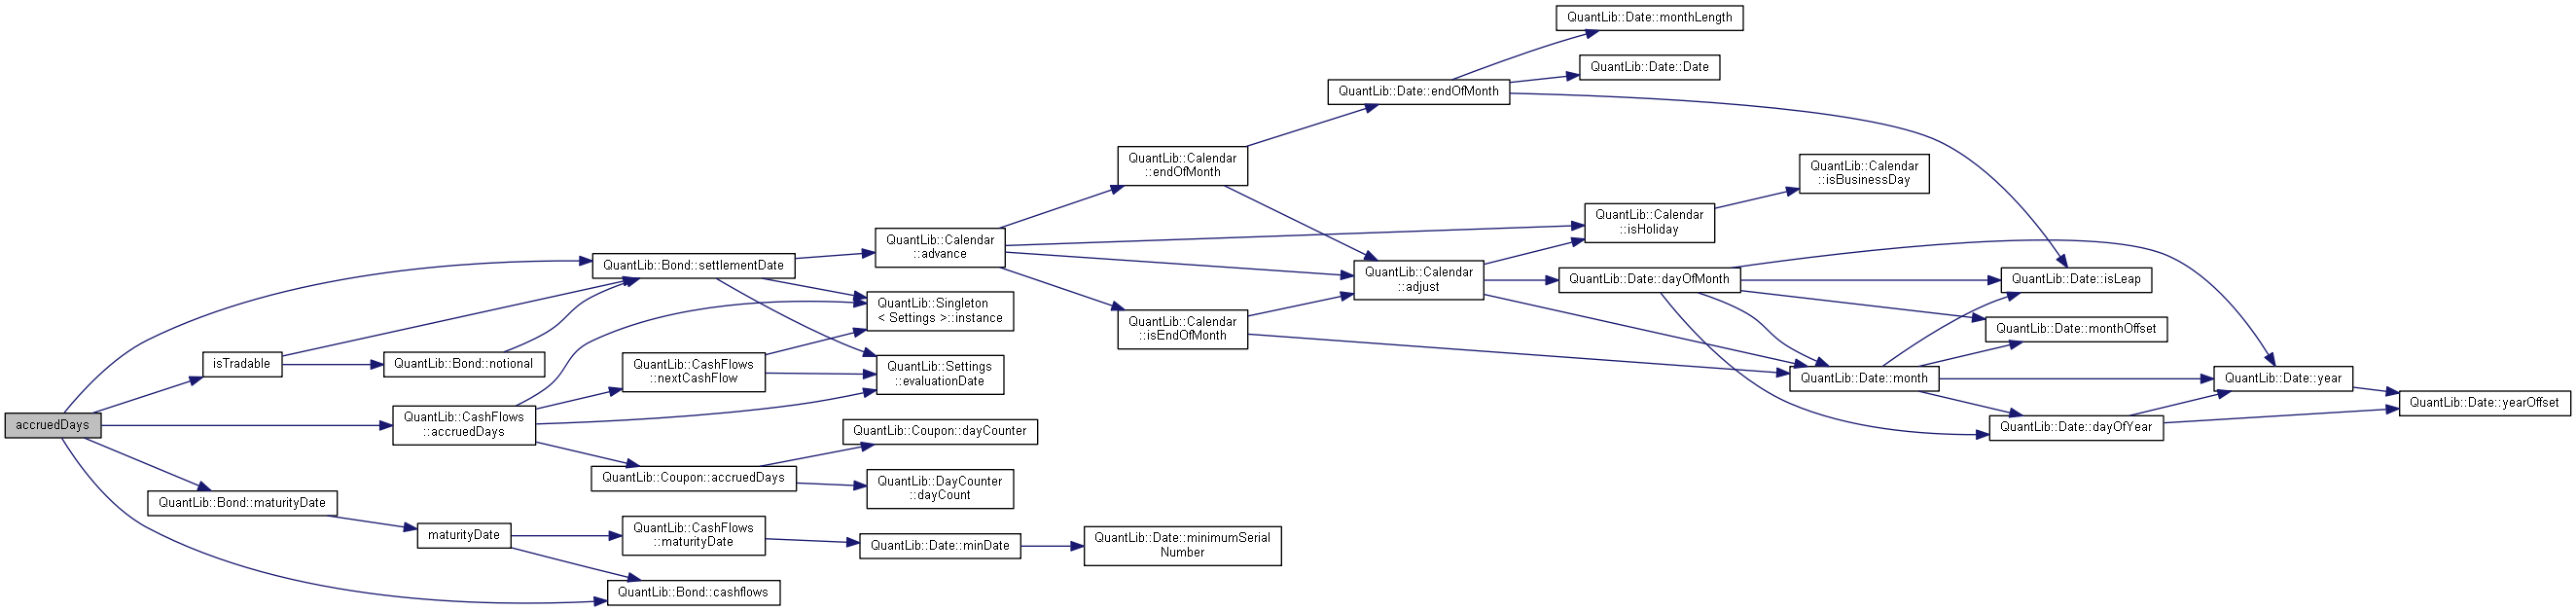 accruedDays
isTradable
QuantLib::Bond::maturityDate
QuantLib::Bond::notional
QuantLib::CashFlows
::accruedDays
maturityDate
QuantLib::Bond::settlementDate
QuantLib::CashFlows
::nextCashFlow
QuantLib::Coupon::accruedDays
QuantLib::CashFlows
::maturityDate
QuantLib::Bond::cashflows
QuantLib::Calendar
::advance
QuantLib::Singleton
< Settings >::instance
QuantLib::Settings
::evaluationDate
QuantLib::Coupon::dayCounter
QuantLib::DayCounter
::dayCount
QuantLib::Date::minDate
QuantLib::Date::minimumSerial
Number
QuantLib::Calendar
::endOfMonth
QuantLib::Calendar
::isEndOfMonth
QuantLib::Date::endOfMonth
QuantLib::Calendar
::adjust
QuantLib::Date::monthLength
QuantLib::Date::Date
QuantLib::Calendar
::isHoliday
QuantLib::Date::dayOfMonth
QuantLib::Calendar
::isBusinessDay
QuantLib::Date::month
QuantLib::Date::isLeap
QuantLib::Date::monthOffset
QuantLib::Date::dayOfYear
QuantLib::Date::year
QuantLib::Date::yearOffset